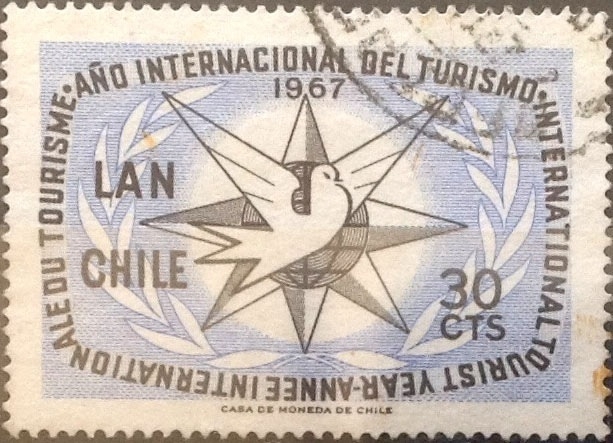 • AÑO INTERNACIONAL DEL TURISMO • INTERNATIONAL TOURIST YEAR - ANNEE INTERNATIONALE DU TOURISME
1967
LAN
CHILE
30
CTS
CASA DE MONEDA DE CHILE